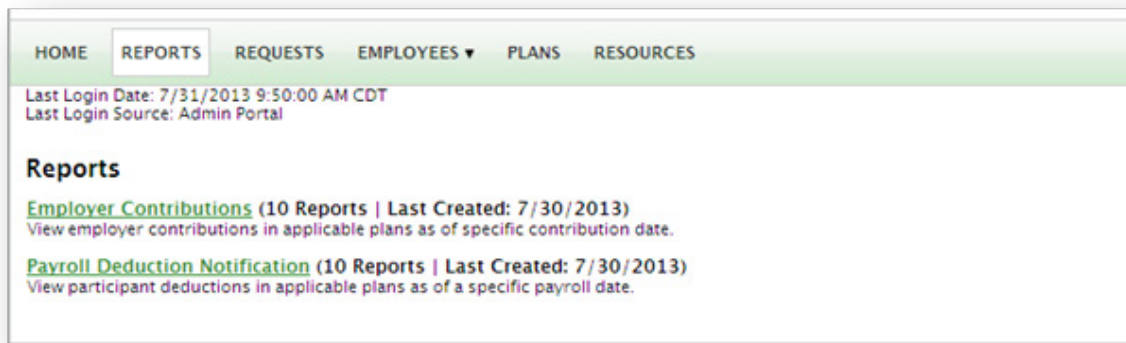 HOME REPORTS REQUESTS EMPLOYEES ▾ PLANS RESOURCES
Last Login Date: 7/31/2013 9:50:00 AM CDT
Last Login Source: Admin Portal
Reports
Employer Contributions (10 Reports | Last Created: 7/30/2013)
View employer contributions in applicable plans as of specific contribution date.
Payroll Deduction Notification (10 Reports | Last Created: 7/30/2013)
View participant deductions in applicable plans as of a specific payroll date.